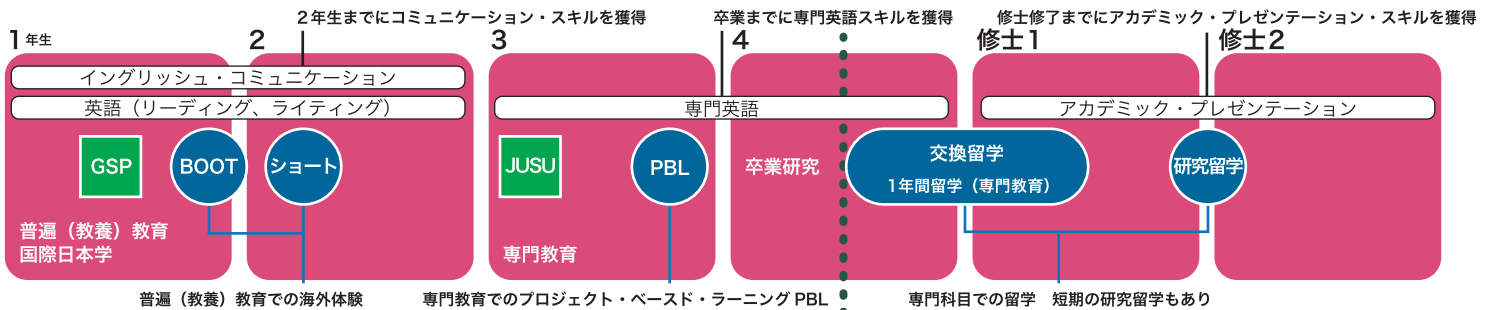 2年生までにコミュニケーション・スキルを獲得
卒業までに専門英語スキルを獲得
修士修了までにアカデミック・プレゼンテーション・スキルを獲得
1年生
2
3
4
修士1
修士2
イングリッシュ・コミュニケーション
英語（リーディング、ライティング）
専門英語
アカデミック・プレゼンテーション
GSP
BOOT
ショート
JUSU
PBL
卒業研究
交換留学
1年間留学（専門教育）
研究留学
普遍（教養）教育
国際日本学
専門教育
普遍（教養）教育での海外体験
専門教育でのプロジェクト・ベースド・ラーニング PBL
専門科目での留学　短期の研究留学もあり